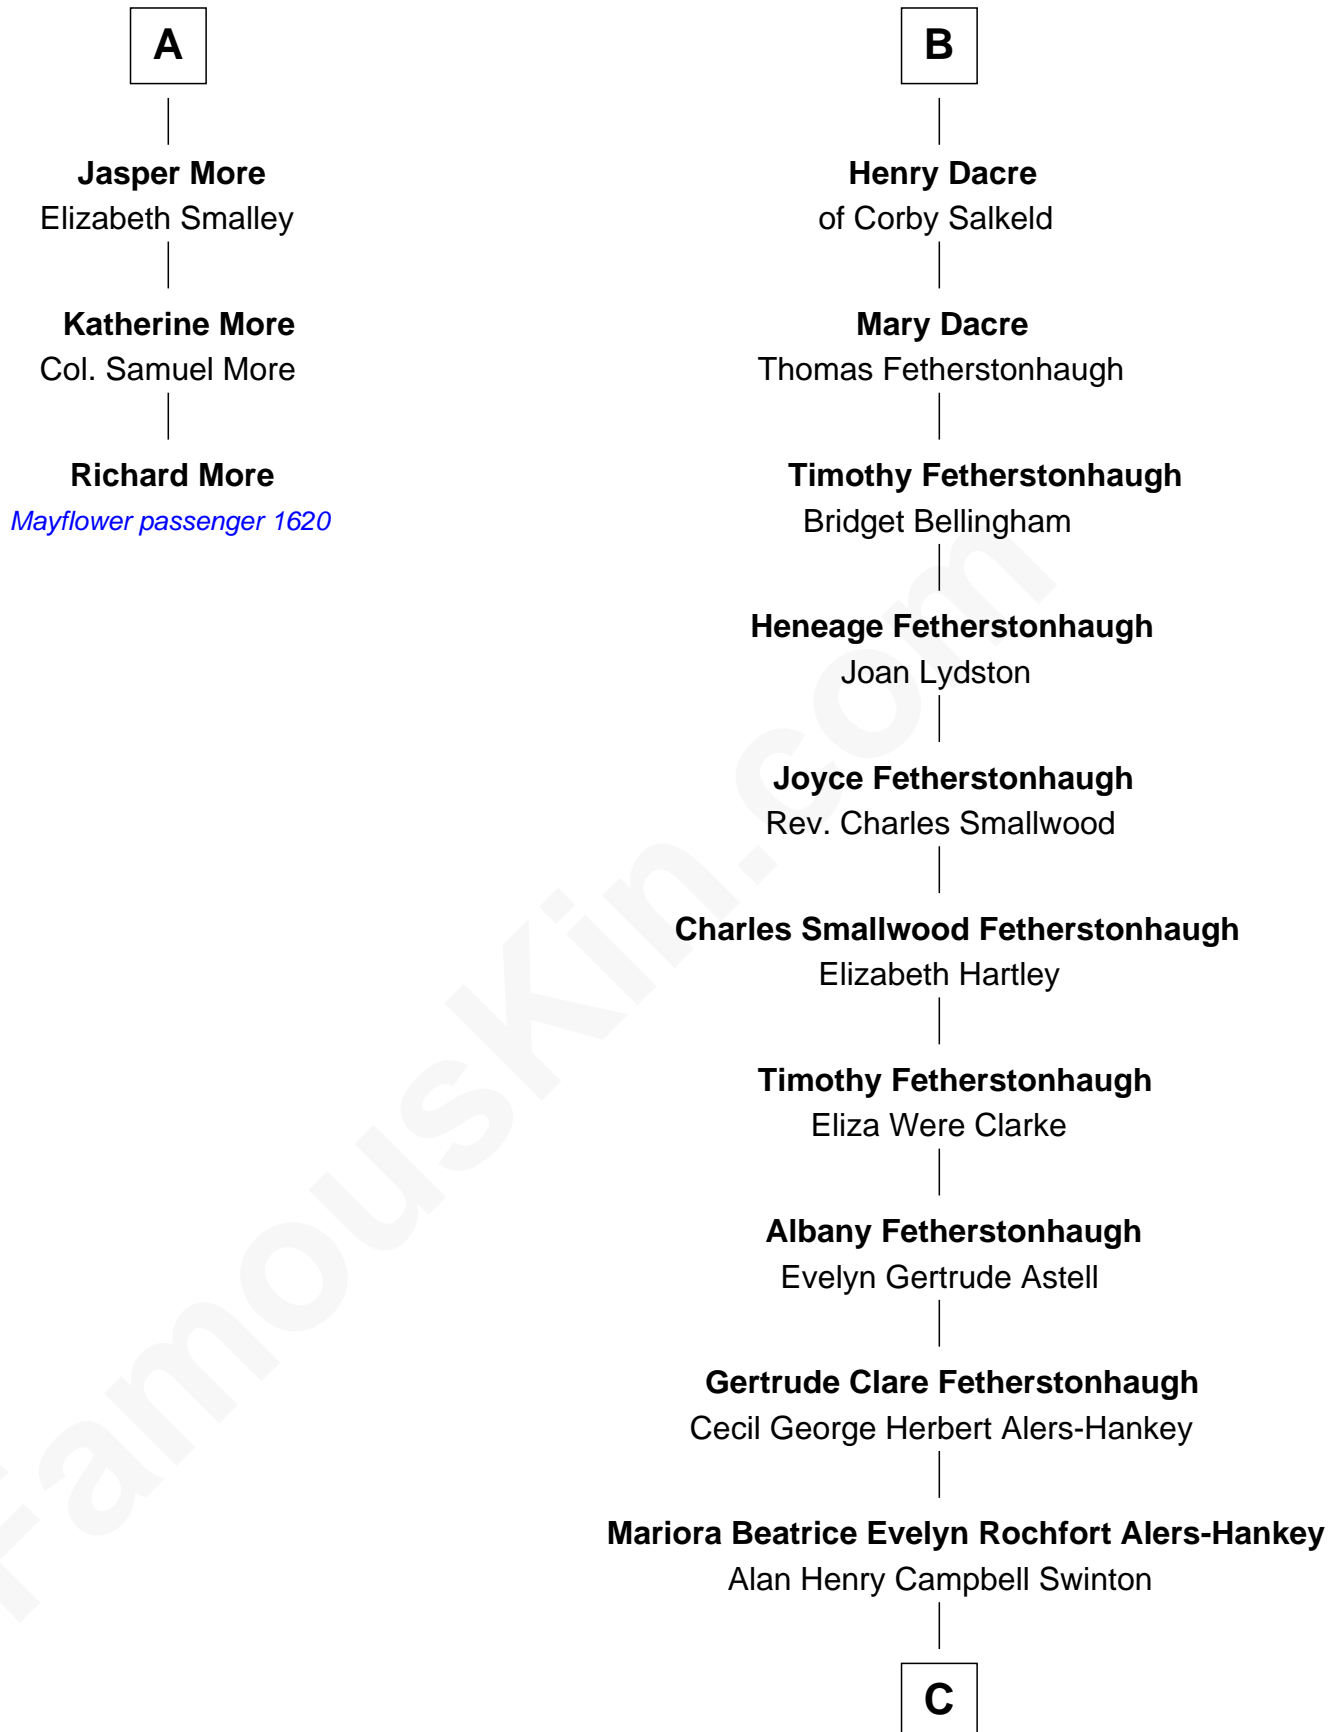 A
Jasper More
Elizabeth Smalley
Katherine More
Col. Samuel More
Richard More
Mayflower passenger 1620
B
Henry Dacre
of Corby Salkeld
Mary Dacre
Thomas Fetherstonhaugh
Timothy Fetherstonhaugh
Bridget Bellingham
Heneage Fetherstonhaugh
Joan Lydston
Joyce Fetherstonhaugh
Rev. Charles Smallwood
Charles Smallwood Fetherstonhaugh
Elizabeth Hartley
Timothy Fetherstonhaugh
Eliza Were Clarke
Albany Fetherstonhaugh
Evelyn Gertrude Astell
Gertrude Clare Fetherstonhaugh
Cecil George Herbert Alers-Hankey
Mariora Beatrice Evelyn Rochfort Alers-Hankey
Alan Henry Campbell Swinton
C
FamousKin.com